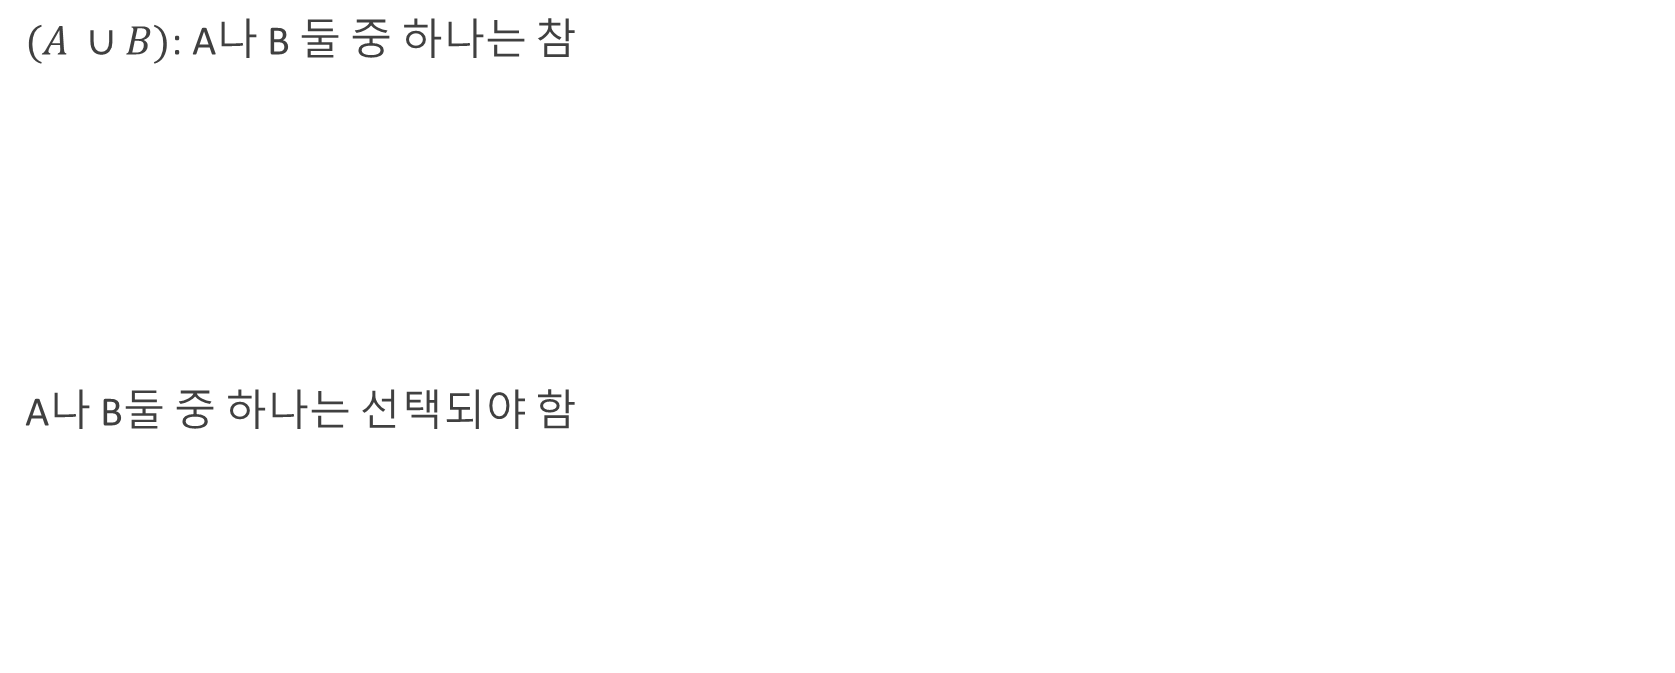 (A ∪ B): A나 B 둘 중 하나는 참
A나 B둘 중 하나는 선택되야 함